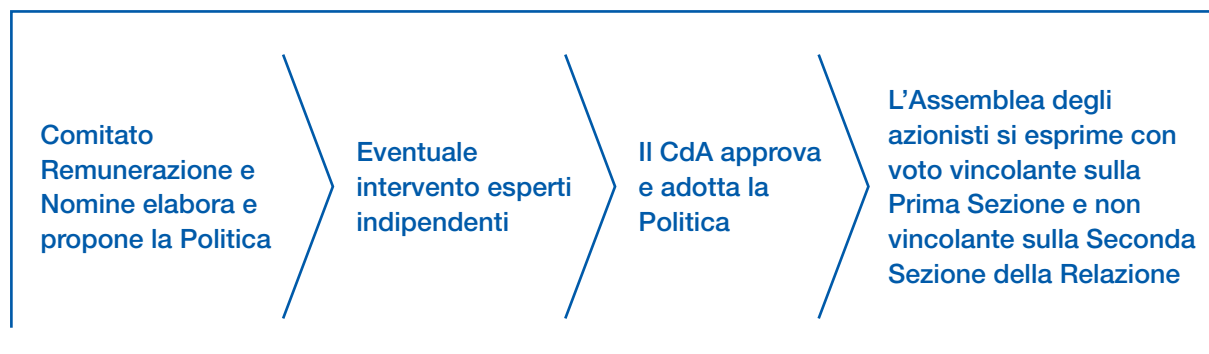 Comitato
Remunerazione e
Nomine elabora e
propone la Politica
Eventuale
intervento esperti
indipendenti
Il CdA approva
e adotta la
Politica
L’Assemblea degli
azionisti si esprime con
voto vincolante sulla
Prima Sezione e non
vincolante sulla Seconda
Sezione della Relazione